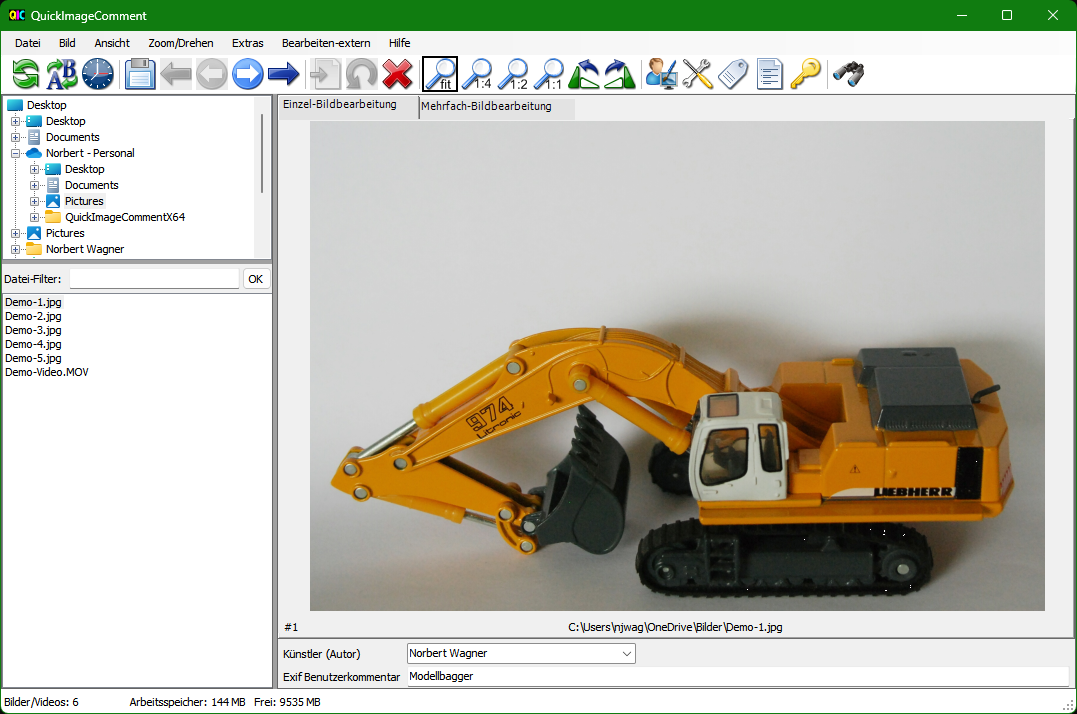 QIC QuickImageComment
Datei Bild Ansicht Zoom/Drehen Extras Bearbeiten-extern Hilfe
A B fit 1:4 1:2 1:1
Desktop
Desktop
Documents
Norbert - Personal
Desktop
Documents
Pictures
QuickImageCommentX64
Pictures
Norbert Wagner
Datei-Filter: OK
Demo-1.jpg
Demo-2.jpg
Demo-3.jpg
Demo-4.jpg
Demo-5.jpg
Demo-Video.MOV
Einzel-Bildbearbeitung Mehrfach-Bildbearbeitung
974
Litronic
LIEBHERR
#1 C:\Users\njwag\OneDrive\Bilder\Demo-1.jpg
Künstler (Autor) Norbert Wagner
Exif Benutzerkommentar Modellbagger
Bilder/Videos: 6 Arbeitsspeicher: 144 MB Frei: 9535 MB